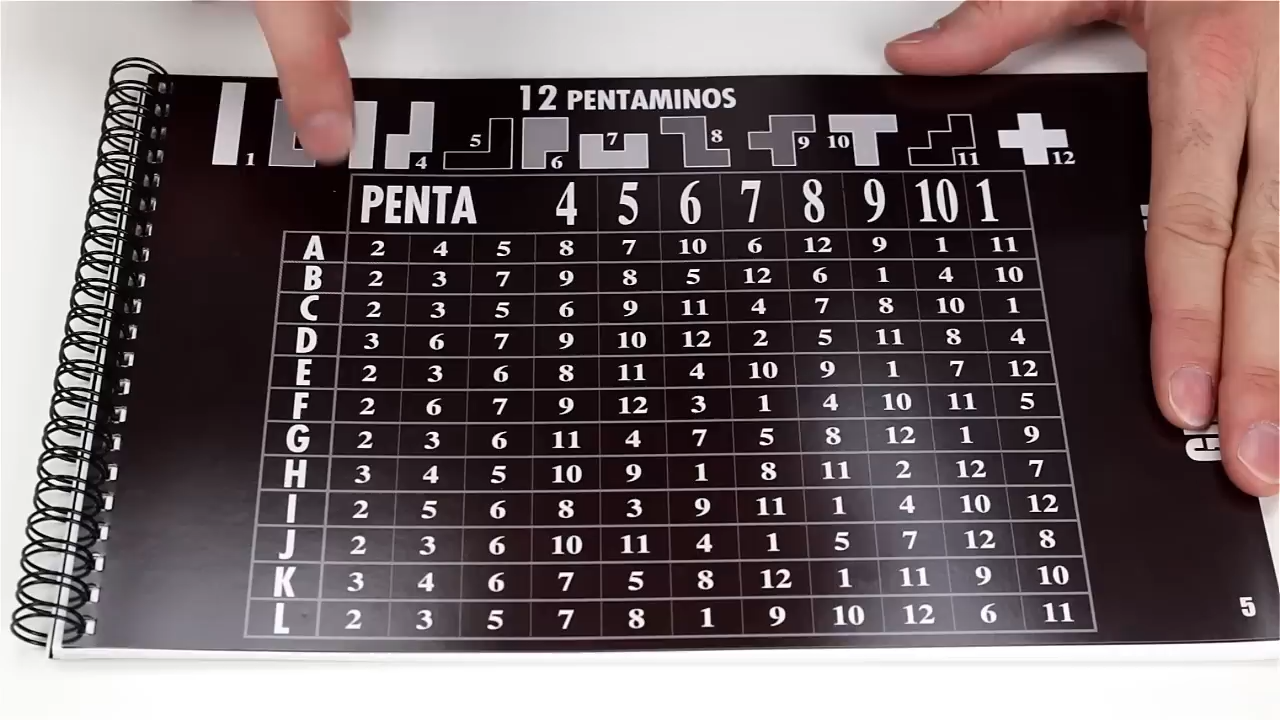 12 PENTAMINOS
1 4 5 6 7 8 9 10 11 12
PENTA 4 5 6 7 8 9 10 1
A 2 4 5 8 7 10 6 12 9 1 11
B 2 3 7 9 8 5 12 6 1 4 10
C 2 3 5 6 9 11 4 7 8 10 1
D 3 6 7 9 10 12 2 5 11 8 4
E 2 3 6 8 11 4 10 9 1 7 12
F 2 6 7 9 12 3 1 4 10 11 5
G 2 3 6 11 4 7 5 8 12 1 9
H 3 4 5 10 9 1 8 11 2 12 7
I 2 5 6 8 3 9 11 1 4 10 12
J 2 3 6 10 11 4 1 5 7 12 8
K 3 4 6 7 5 8 12 1 11 9 10
L 2 3 5 7 8 1 9 10 12 6 11
5